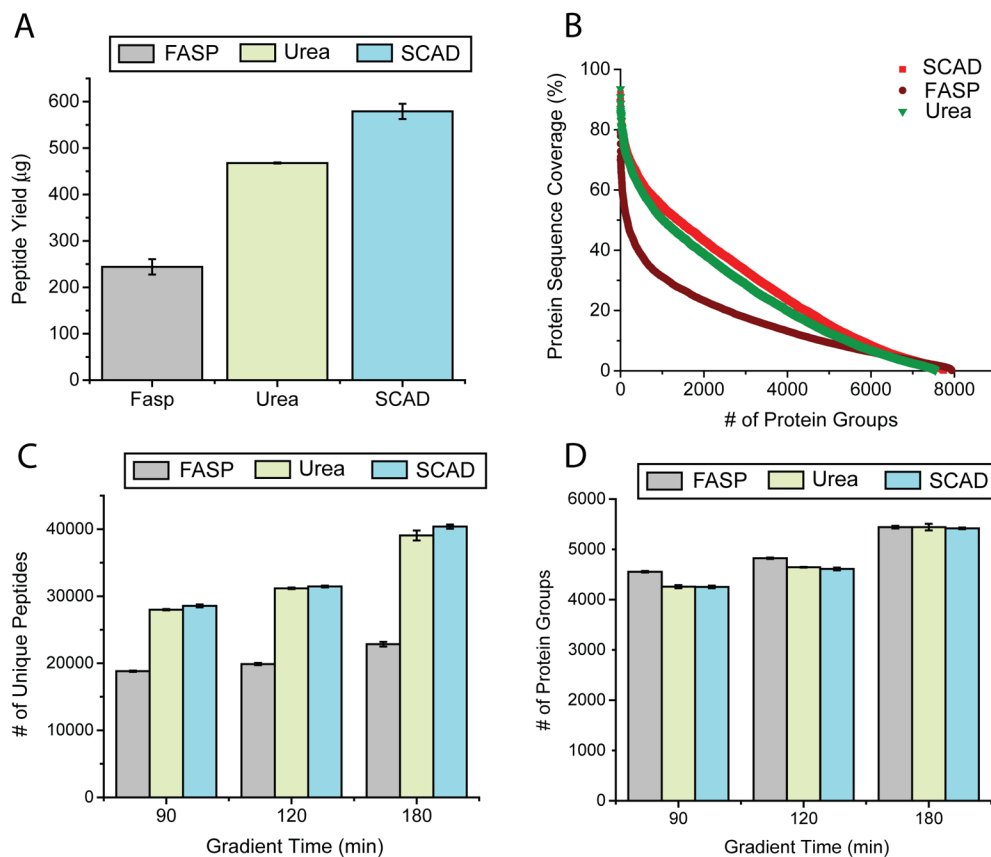 A
FASP Urea SCAD
Peptide Yield (µg)
600
500
400
300
200
100
0
Fasp Urea SCAD
B
SCAD
FASP
Urea
Protein Sequence Coverage (%)
100
80
60
40
20
0
0 2000 4000 6000 8000
# of Protein Groups
C
FASP Urea SCAD
# of Unique Peptides
40000
30000
20000
10000
0
90 120 180
Gradient Time (min)
D
FASP Urea SCAD
# of Protein Groups
6000
5000
4000
3000
2000
1000
0
90 120 180
Gradient Time (min)